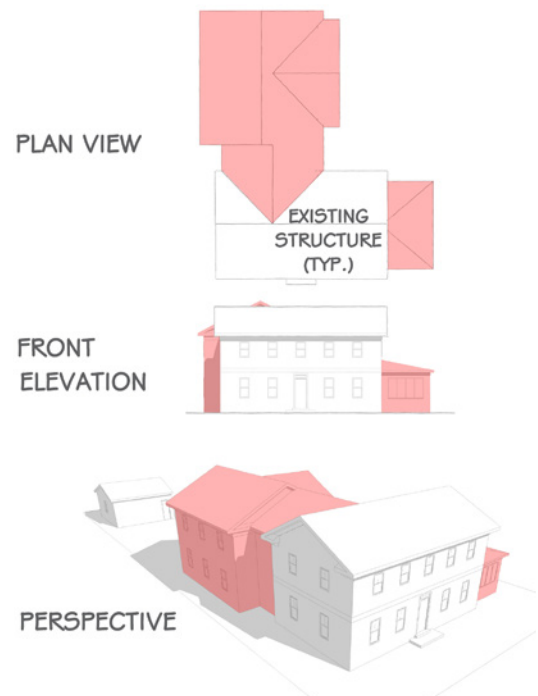 PLAN VIEW
EXISTING
STRUCTURE
(TYP.)
FRONT
ELEVATION
PERSPECTIVE